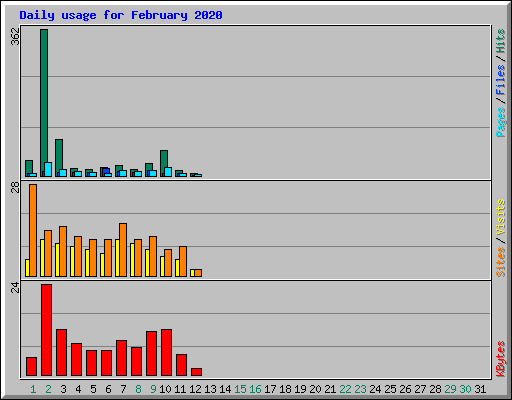 Daily usage for February 2020
362
Pages / Files / Hits
28
Sites / Visits
24
KBytes
1 2 3 4 5 6 7 8 9 10 11 12 13 14 15 16 17 18 19 20 21 22 23 24 25 26 27 28 29 30 31